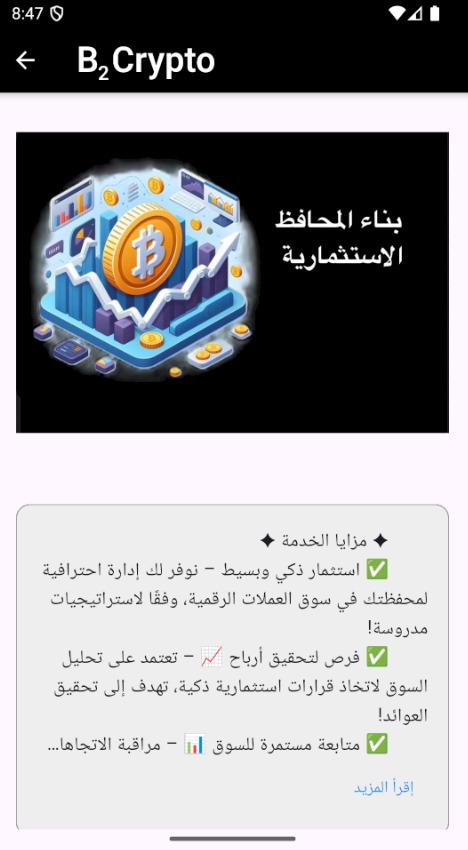 8:47
B₂Crypto
بناء المحافظ
الاستثمارية
✦ مزايا الخدمة ✦
✅ استثمار ذكي وبسيط – نوفر لك إدارة احترافية
لمحفظتك في سوق العملات الرقمية، وفقًا لاستراتيجيات
مدروسة!
✅ فرص لتحقيق أرباح 📈 – تعتمد على تحليل
السوق لاتخاذ قرارات استثمارية ذكية، تهدف إلى تحقيق
العوائد!
✅ متابعة مستمرة للسوق 📊 – مراقبة الاتجاها...
إقرأ المزيد